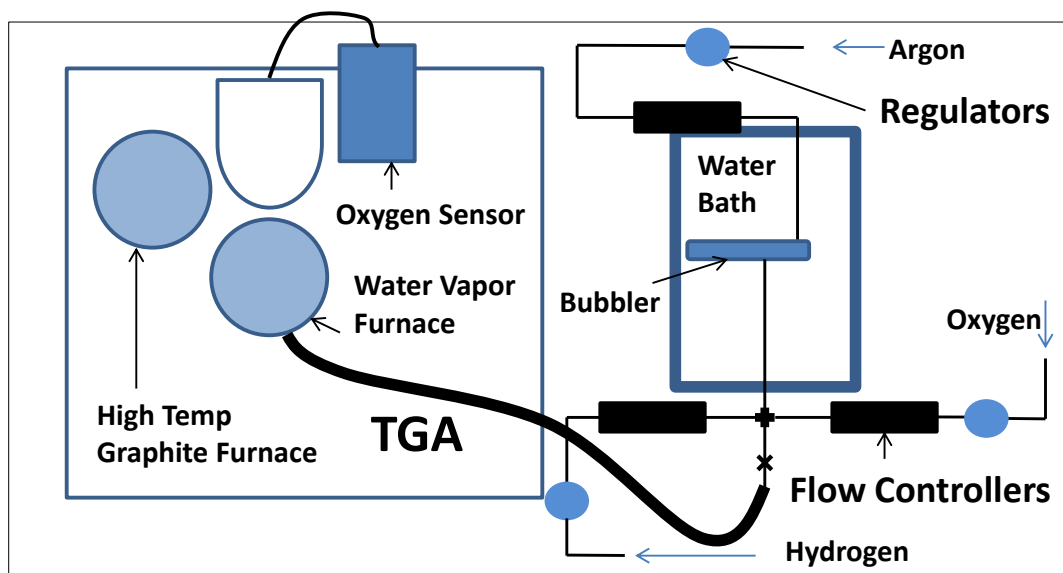 Argon
Regulators
Water
Bath
Oxygen Sensor
Water Vapor
Furnace
Bubbler
Oxygen
High Temp
Graphite Furnace
TGA
Flow Controllers
Hydrogen